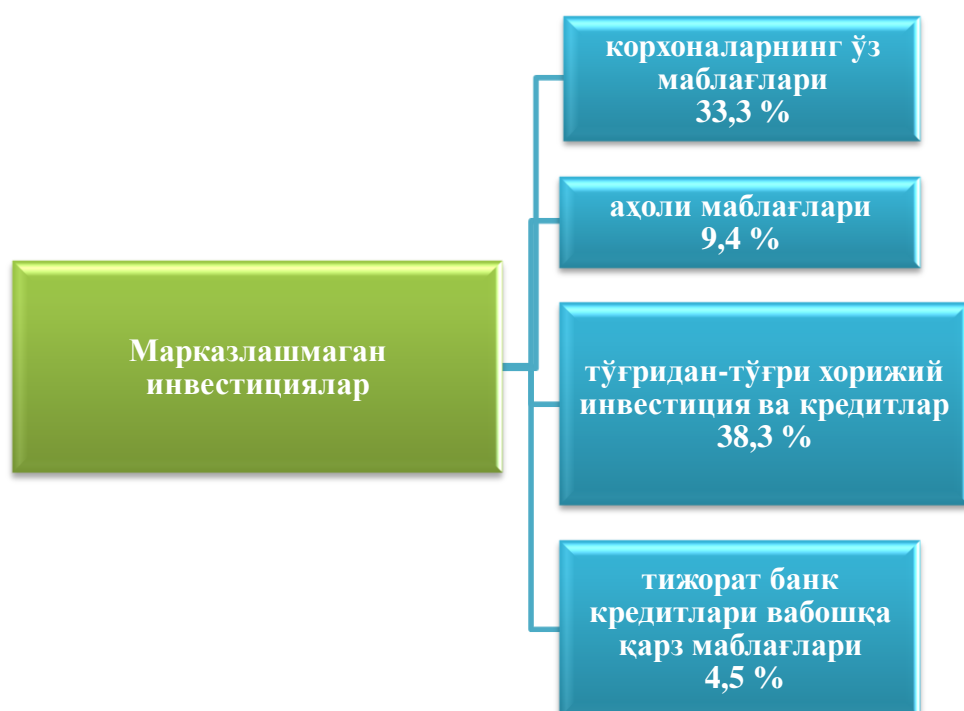 корхоналарнинг ўз
маблағлари
33,3 %
аҳоли маблағлари
9,4 %
Марказлашмаган
инвестициялар
тўғридан-тўғри хорижий
инвестиция ва кредитлар
38,3 %
тижорат банк
кредитлари вабошқа
қарз маблағлари
4,5 %